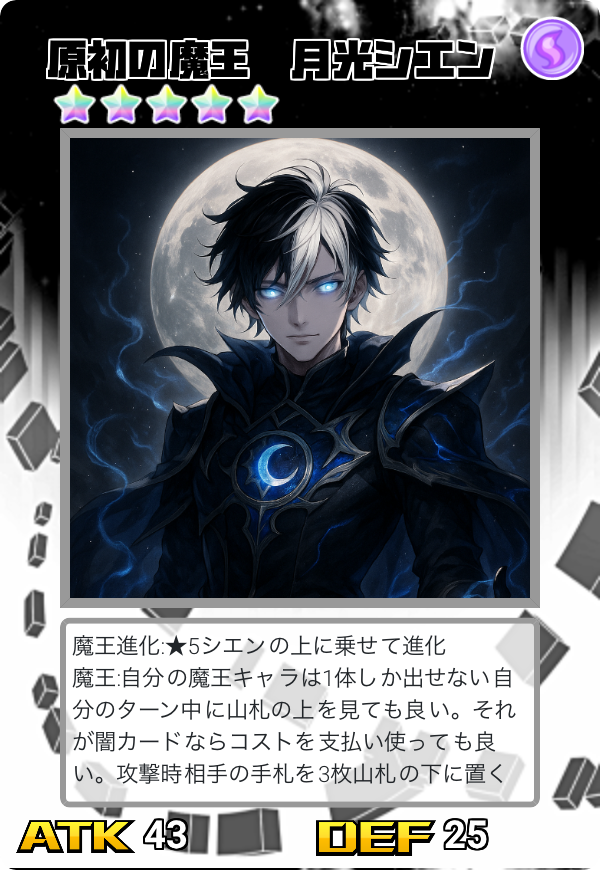 原初の魔王　月光シエン
魔王進化:★5シエンの上に乗せて進化
魔王:自分の魔王キャラは1体しか出せない自
分のターン中に山札の上を見ても良い。それ
が闇カードならコストを支払い使っても良
い。攻撃時相手の手札を3枚山札の下に置く
ATK 43 DEF 25